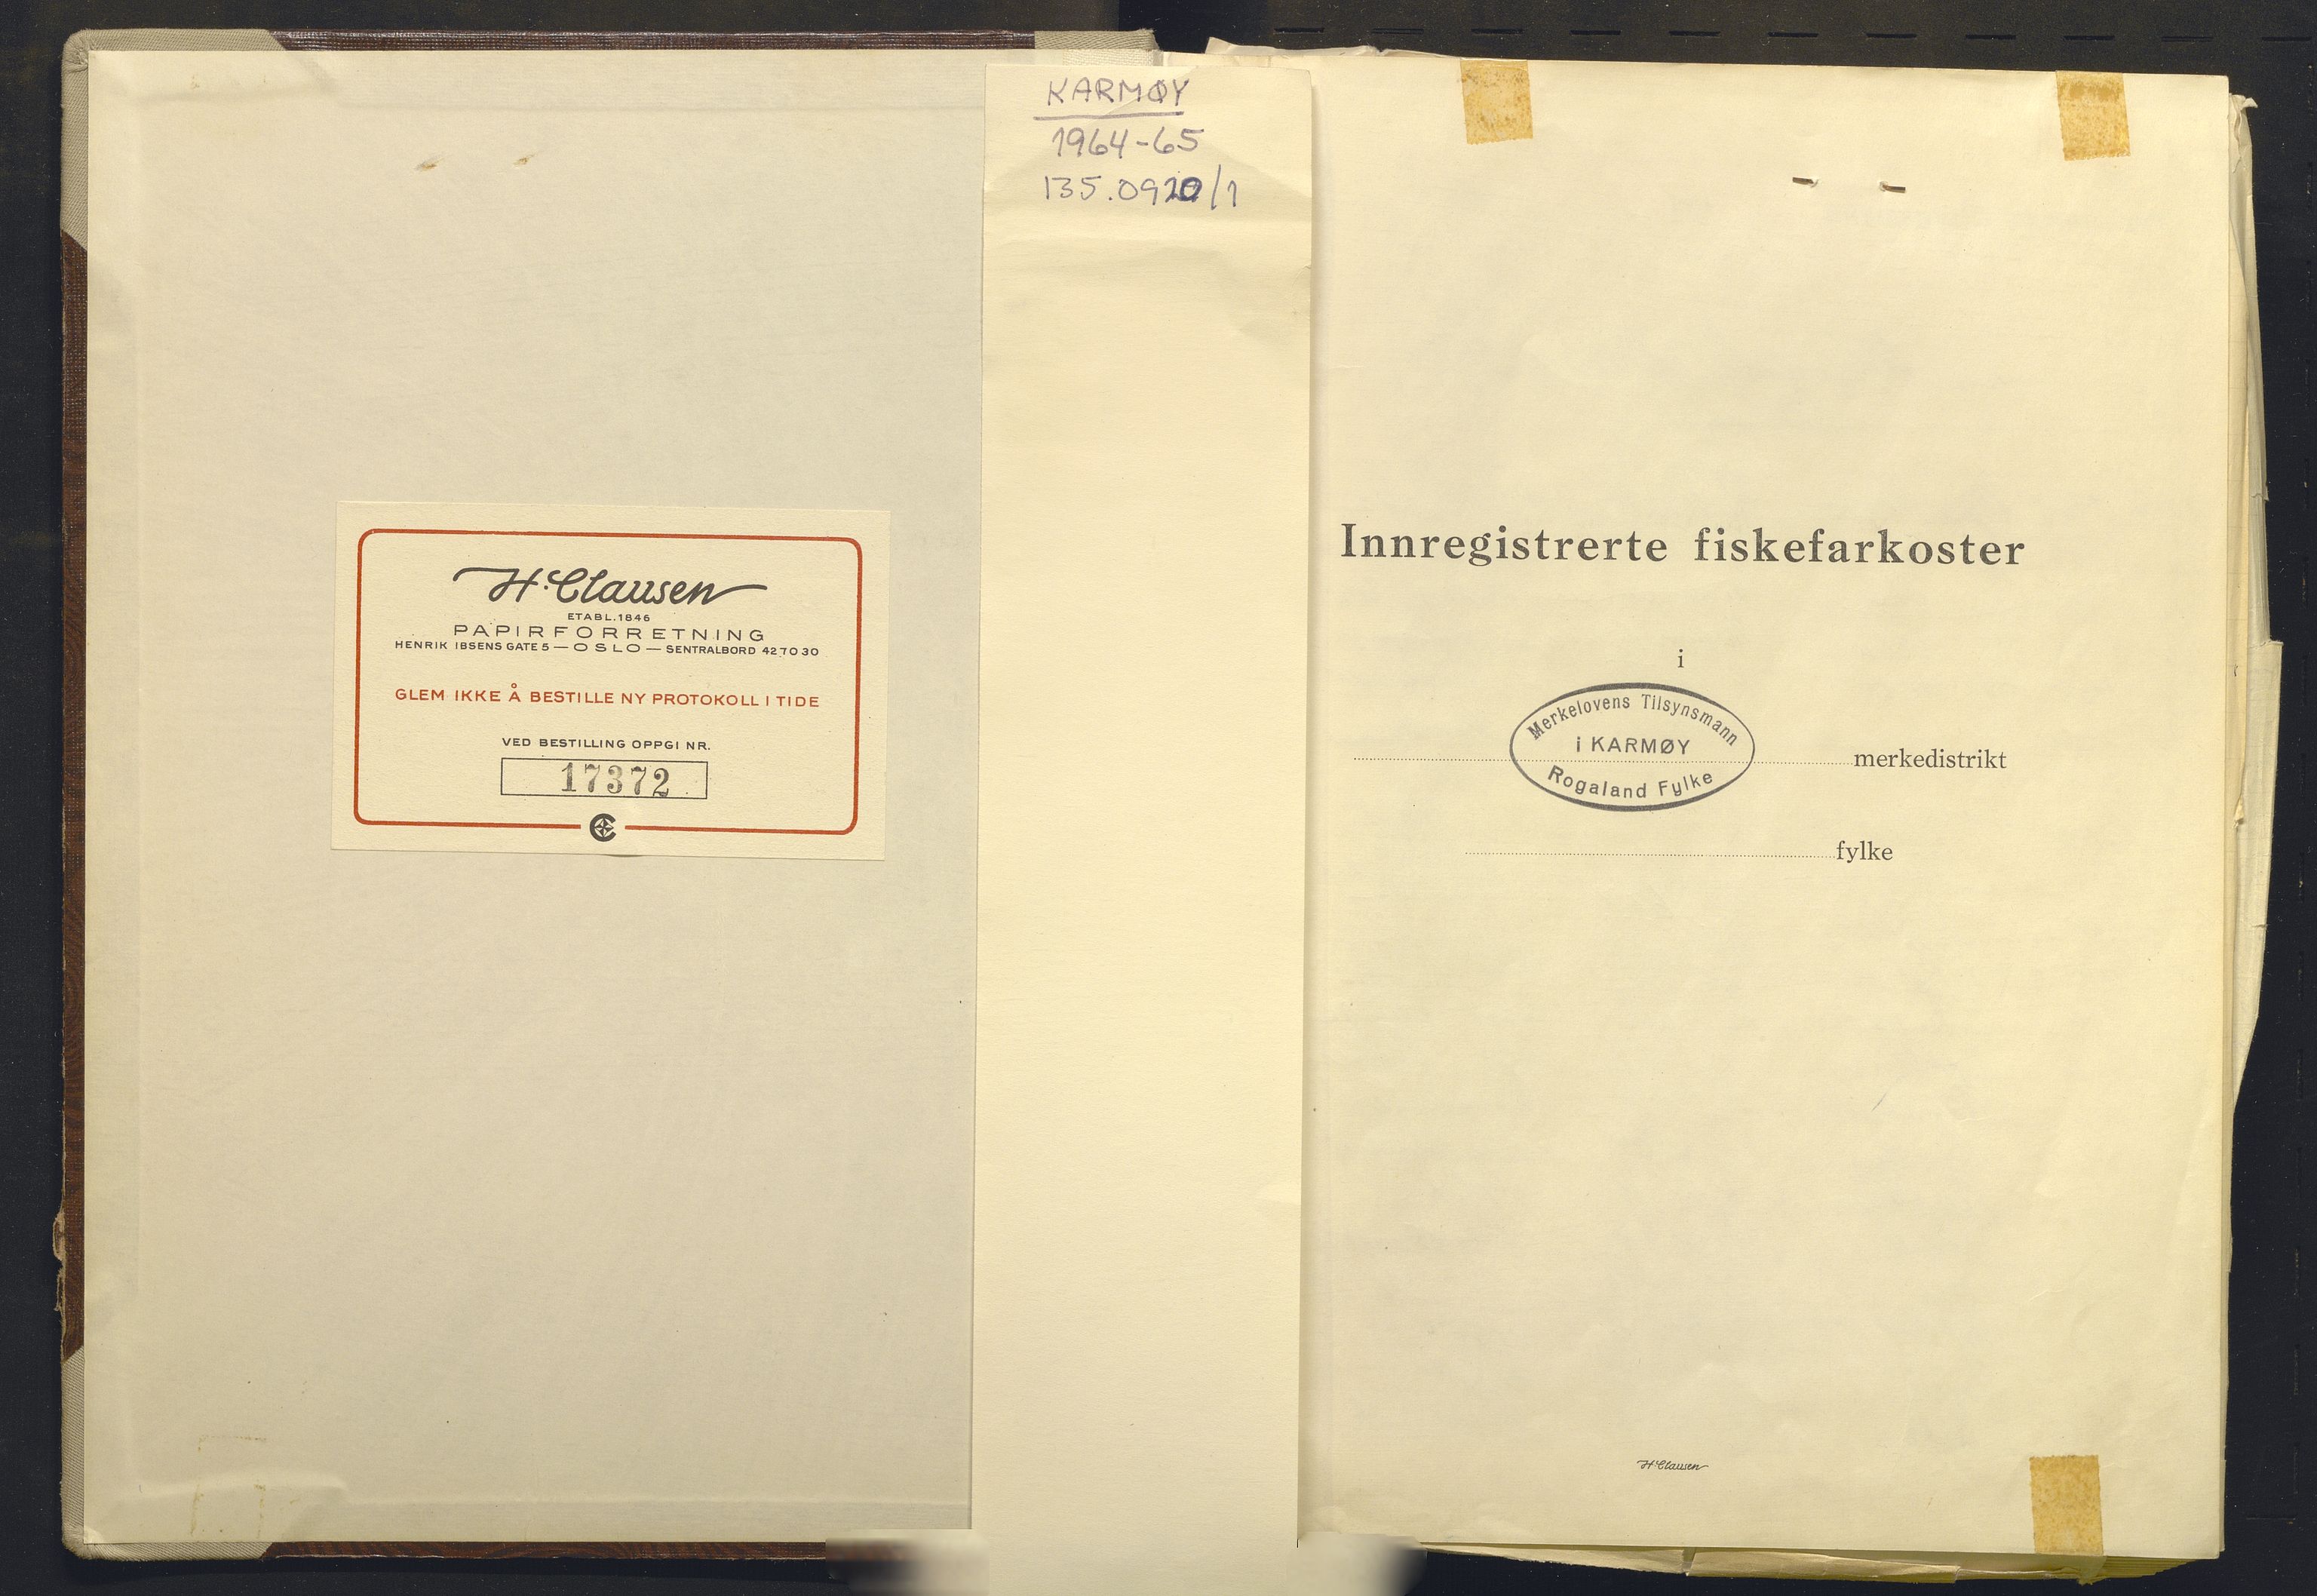 H. Clausen
ETABL. 1846
PAPIRFORRETNING
HENRIK IBSENS GATE 5 — OSLO — SENTRALBORD 42 70 30
GLEM IKKE Å BESTILLE NY PROTOKOLL I TIDE
VED BESTILLING OPPGI NR.
17372
KARMØY
1964-65
135.0920/1
Innregistrerte fiskefarkoster
i
Merkelovens Tilsynsmann
i KARMØY
Rogaland Fylke
merkedistrikt
fylke
H. Clausen